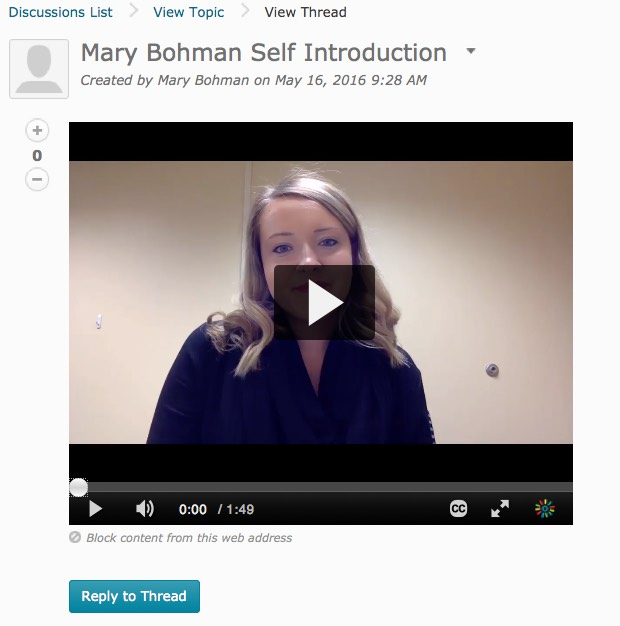 Discussions List View Topic View Thread
Mary Bohman Self Introduction
Created by Mary Bohman on May 16, 2016 9:28 AM
0
0:00 / 1:49 CC
Block content from this web address
Reply to Thread